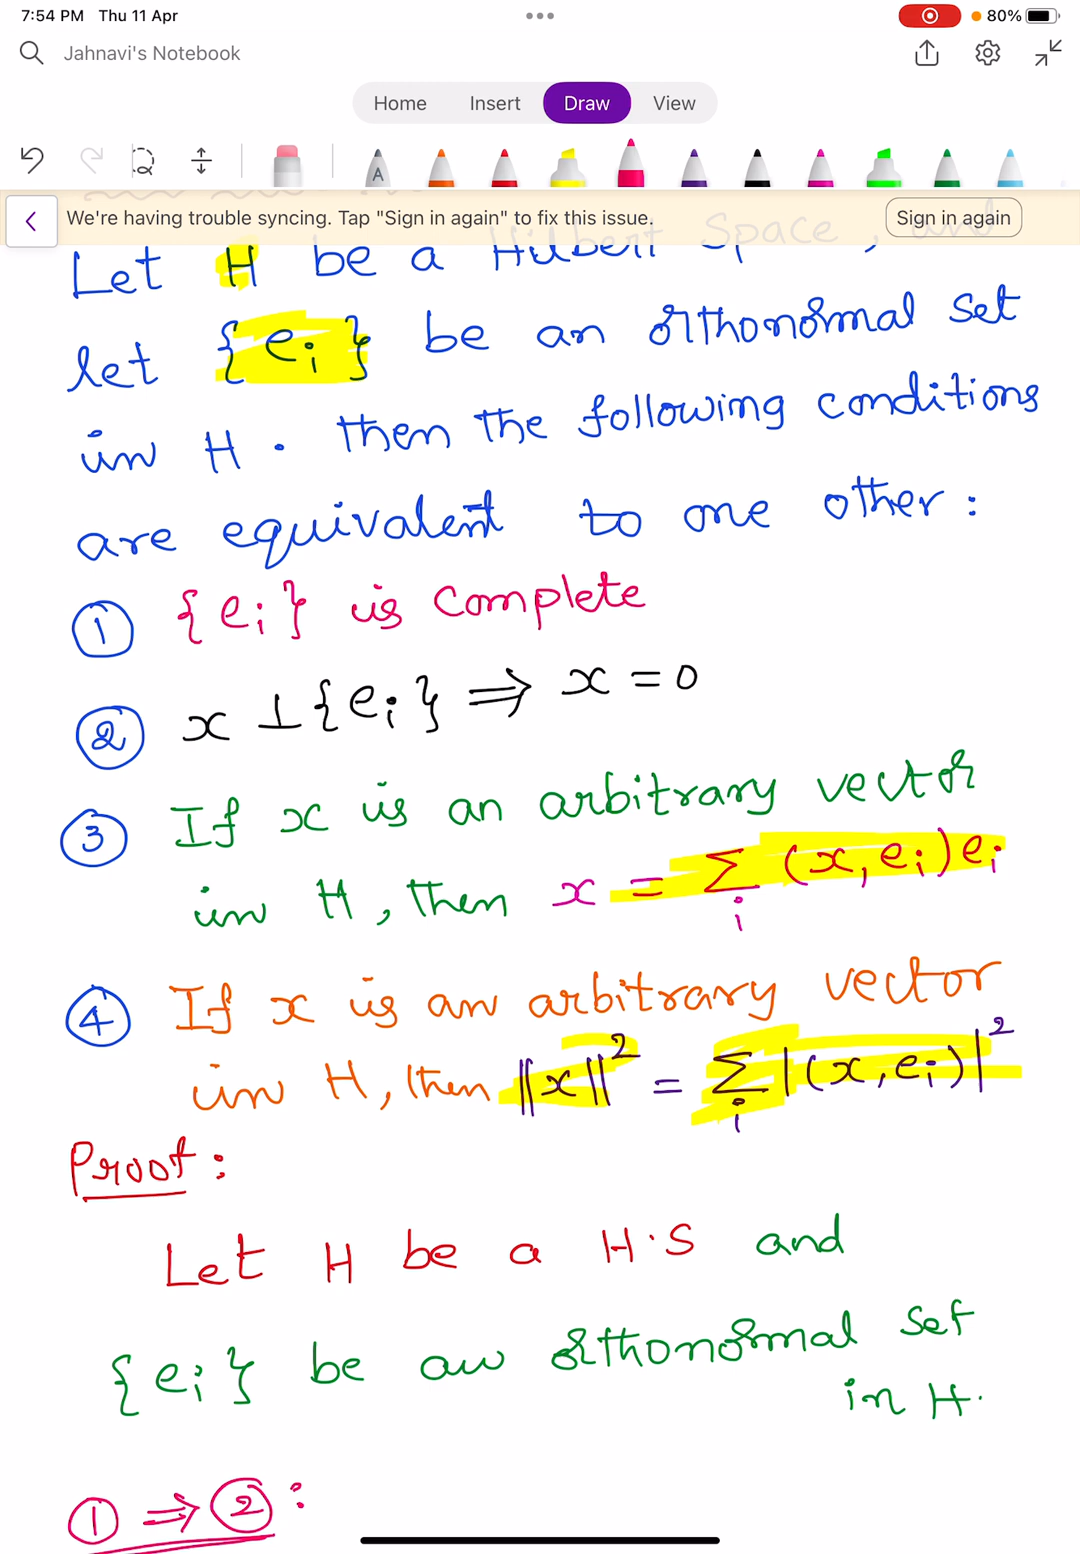 7:54 PM Thu 11 Apr
80%
Jahnavi's Notebook
Home Insert Draw View
A
We're having trouble syncing. Tap "Sign in again" to fix this issue. Sign in again
Let H be a Hilbert Space, and
let {eᵢ} be an orthonormal set
in H. then the following conditions
are equivalent to one other:
① {eᵢ} is complete
② x ⊥ {eᵢ} ⇒ x = 0
③ If x is an arbitrary vector
in H, then x = Σᵢ (x, eᵢ) eᵢ
④ If x is an arbitrary vector
in H, then ||x||² = Σᵢ |(x, eᵢ)|²
Proof:
Let H be a H.S and
{eᵢ} be an orthonormal set
in H.
① ⇒ ② :